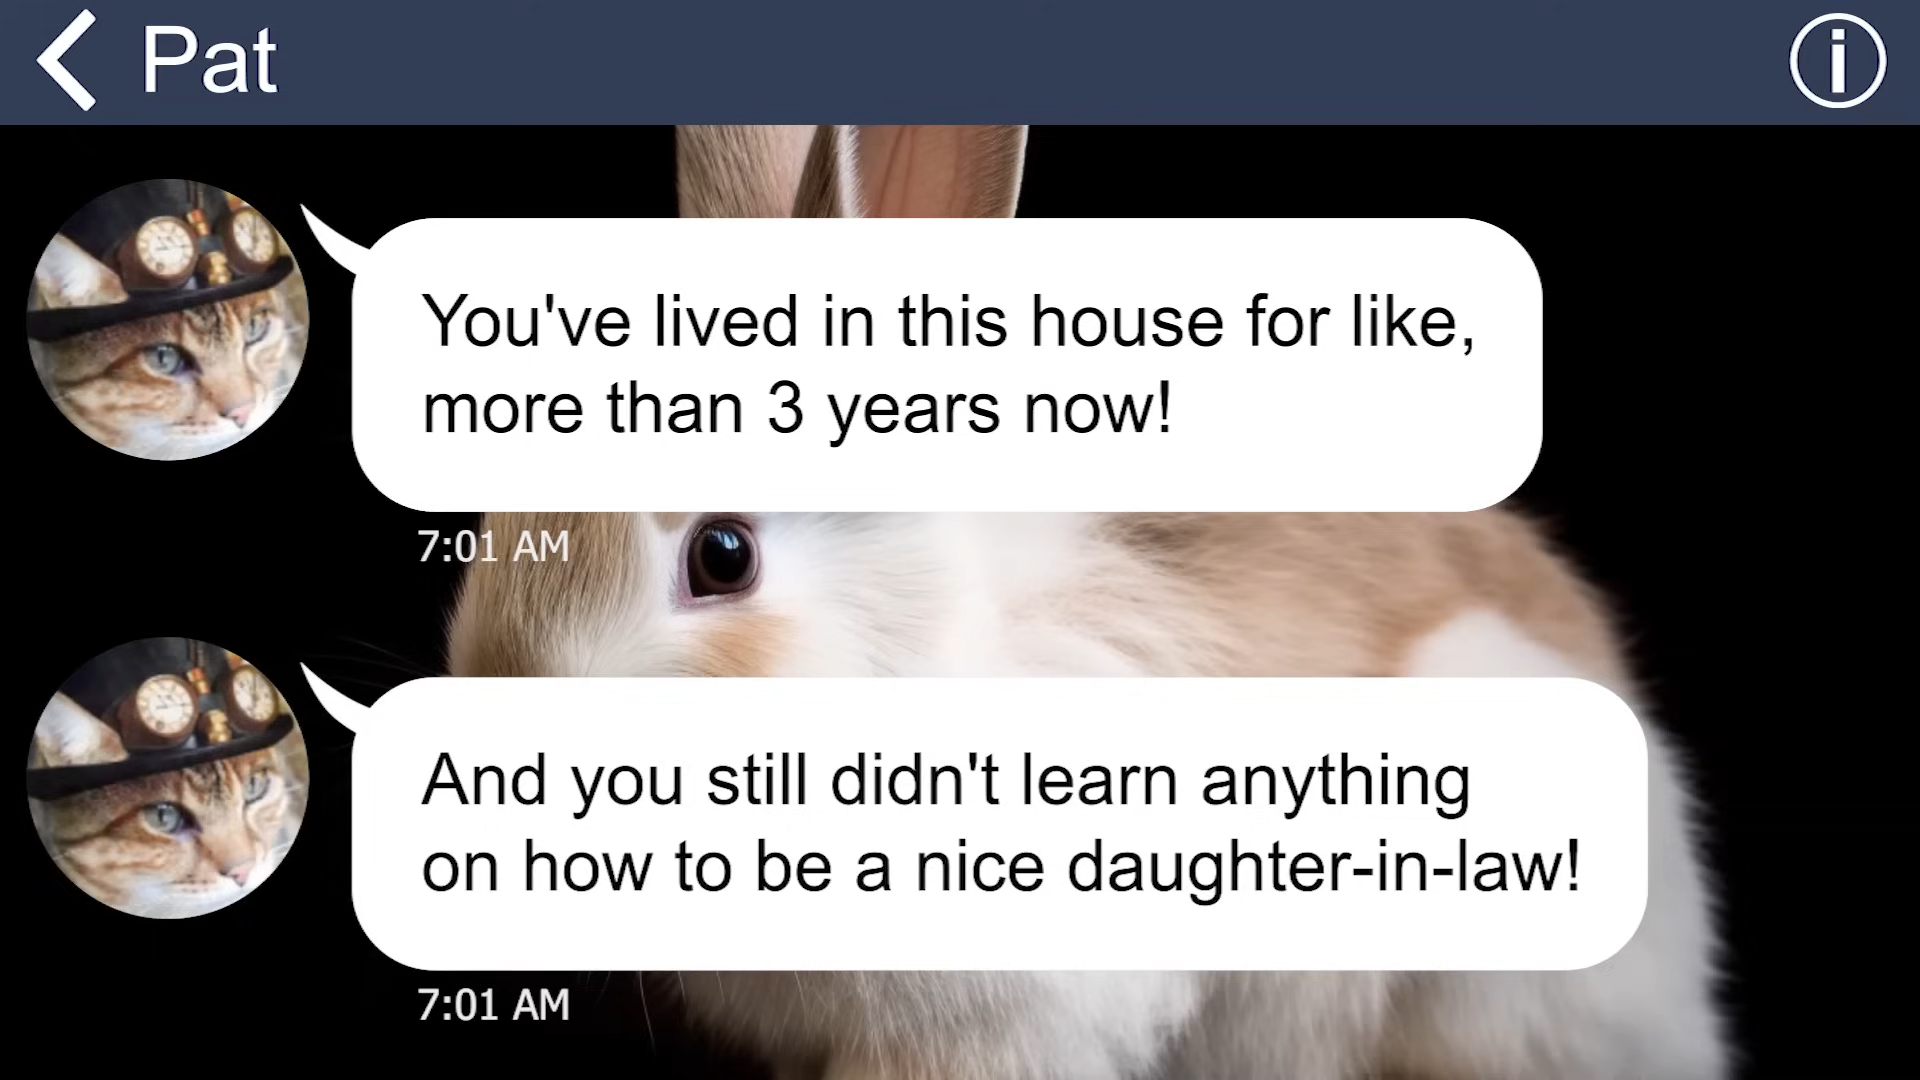 Pat
You've lived in this house for like,
more than 3 years now!
7:01 AM
And you still didn't learn anything
on how to be a nice daughter-in-law!
7:01 AM